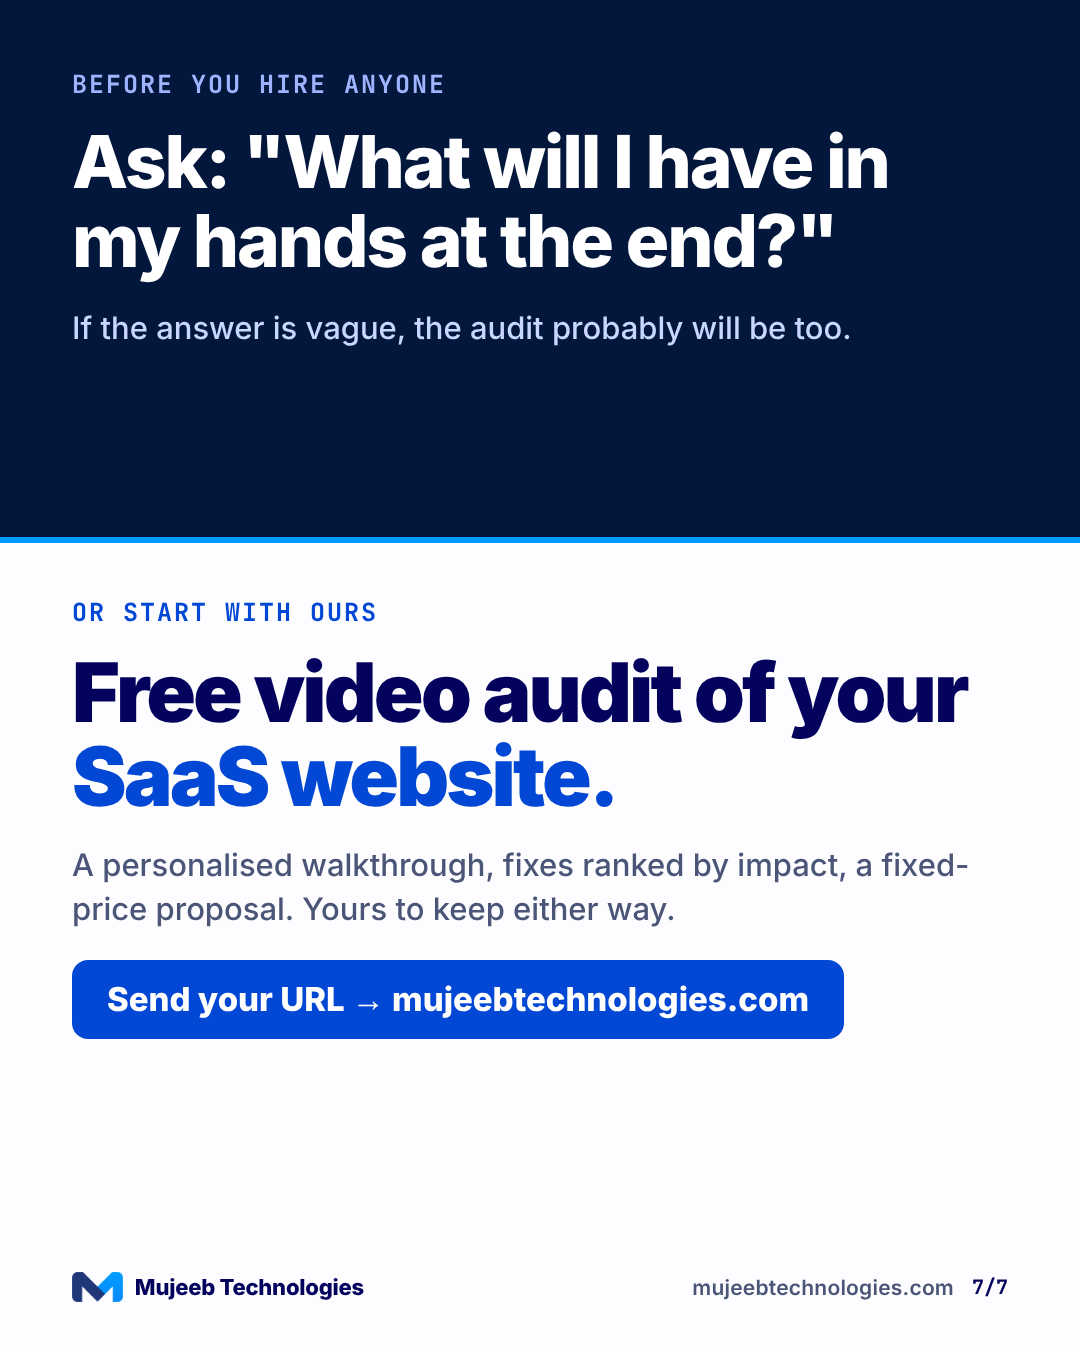 BEFORE YOU HIRE ANYONE
Ask: "What will I have in
my hands at the end?"
If the answer is vague, the audit probably will be too.
OR START WITH OURS
Free video audit of your
SaaS website.
A personalised walkthrough, fixes ranked by impact, a fixed-
price proposal. Yours to keep either way.
Send your URL → mujeebtechnologies.com
Mujeeb Technologies
mujeebtechnologies.com 7/7